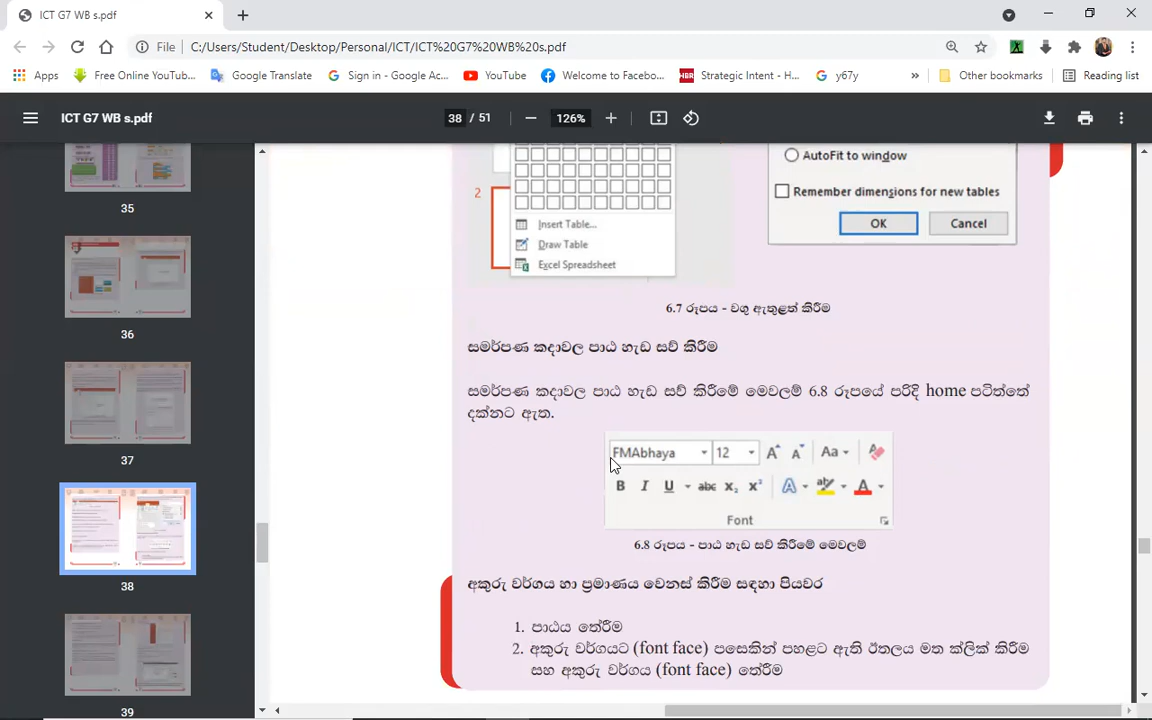 ICT G7 WB s.pdf
File
C:/Users/Student/Desktop/Personal/ICT/ICT%20G7%20WB%20s.pdf
Apps
Free Online YouTub...
Google Translate
Sign in - Google Ac...
YouTube
Welcome to Facebo...
HBR
Strategic Intent - H...
y67y
»
Other bookmarks
Reading list
ICT G7 WB s.pdf
38 / 51
126%
35
36
37
38
39
2
Insert Table...
Draw Table
Excel Spreadsheet
AutoFit to window
Remember dimensions for new tables
OK
Cancel
6.7 රූපය - වගු ඇතුළත් කිරීම
සමර්පණ කදාවල පාඨ හැඩ සව් කිරීම
සමර්පණ කදාවල පාඨ හැඩ සව් කිරීමේ මෙවලම් 6.8 රූපයේ පරිදි home පටිත්තේ
දක්නට ඇත.
FMAbhaya
12
A
A
Aa
B
I
U
abc
X₂
X²
A
aby
A
Font
6.8 රූපය - පාඨ හැඩ සව් කිරීමේ මෙවලම්
අකුරු වර්ගය හා ප්‍රමාණය වෙනස් කිරීම සඳහා පියවර
1. පාඨය තේරීම
2. අකුරු වර්ගයට (font face) පසෙකින් පහළට ඇති ඊතලය මත ක්ලික් කිරීම
සහ අකුරු වර්ගය (font face) තේරීම